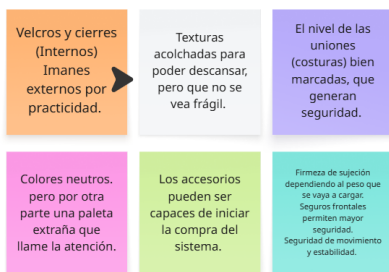 Velcros y cierres
(Internos)
Imanes
externos por
practicidad.
Texturas
acolchadas para
poder descansar,
pero que no se
vea frágil.
El nivel de las
uniones
(costuras) bien
marcadas, que
generan
seguridad.
Colores neutros.
pero por otra
parte una paleta
extraña que
llame la atención.
Los accesorios
pueden ser
capaces de iniciar
la compra del
sistema.
Firmeza de sujeción
dependiendo al peso que
se vaya a cargar.
Seguros frontales
permiten mayor
seguridad.
Seguridad de movimiento
y estabilidad.